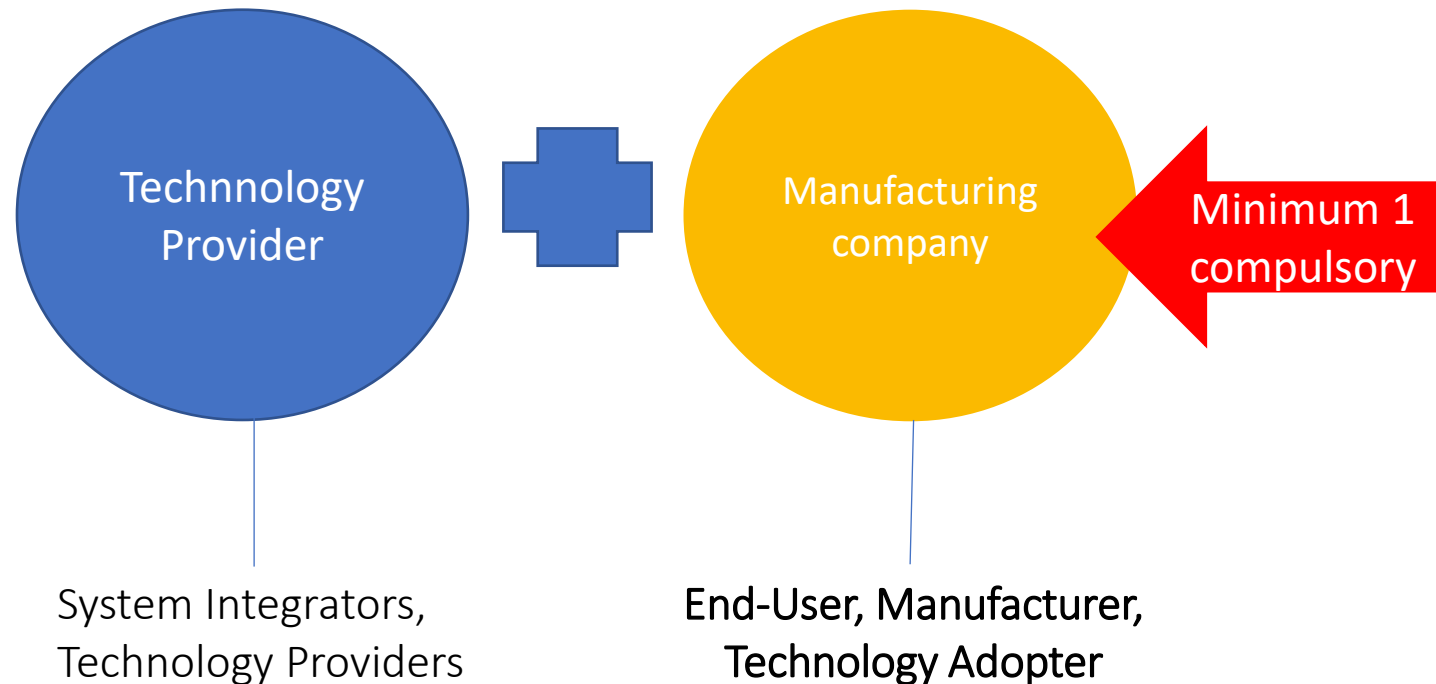 Technnology
Provider
Manufacturing
company
Minimum 1
compulsory
System Integrators,
Technology Providers
End-User, Manufacturer,
Technology Adopter